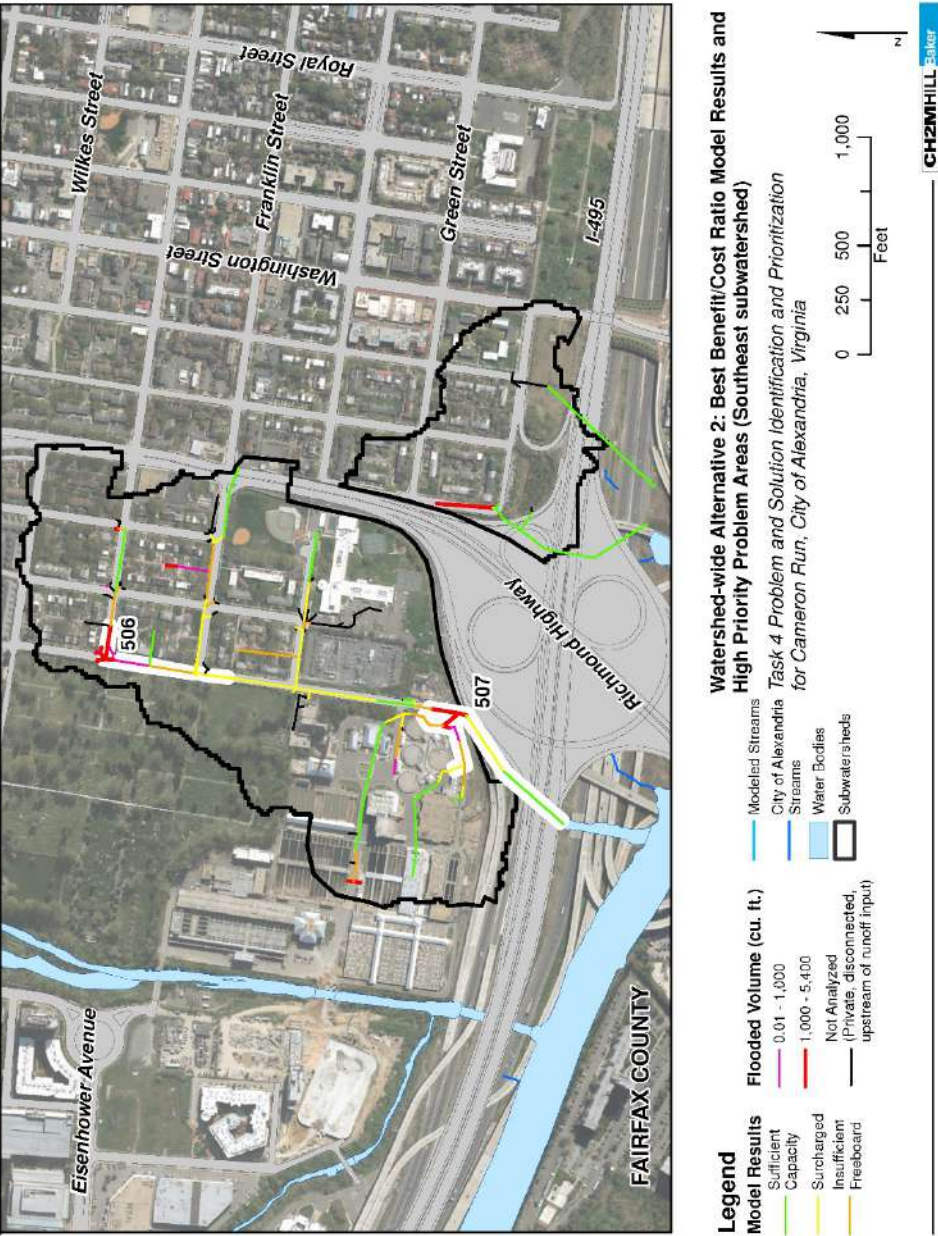 Eisenhower Avenue
Wilkes Street
Franklin Street
Royal Street
Washington Street
Green Street
I-495
506
507
Richmond Highway
FAIRFAX COUNTY
Legend
Model Results
Sufficient
Capacity
Surcharged
Insufficient
Freeboard
Flooded Volume (cu. ft.)
0.01 - 1,000
1,000 - 5,400
Not Analyzed
(Private, disconnected,
upstream of runoff input)
Modeled Streams
City of Alexandria
Streams
Water Bodies
Subwatersheds
Watershed-wide Alternative 2: Best Benefit/Cost Ratio Model Results and
High Priority Problem Areas (Southeast subwatershed)
Task 4 Problem and Solution Identification and Prioritization
for Cameron Run, City of Alexandria, Virginia
0 250 500 1,000
Feet
N
CH2MHILL Baker